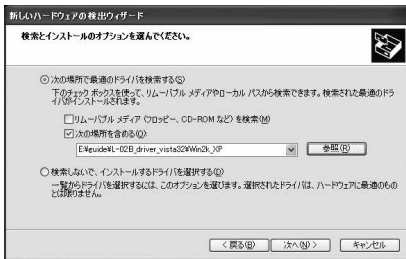 新しいハードウェアの検出ウィザード
検索とインストールのオプションを選んでください。
次の場所で最適のドライバを検索する(S)
下のチェック ボックスを使って、リムーバブル メディアやローカル パスから検索できます。検索された最適のドラ
イバがインストールされます。
リムーバブル メディア (フロッピー、CD-ROM など) を検索(M)
次の場所を含める(O):
E:¥guide¥L-02B_driver_vista32¥Win2k_XP
参照(R)
検索しないで、インストールするドライバを選択する(D)
一覧からドライバを選択するには、このオプションを選びます。選択されたドライバは、ハードウェアに最適のもの
とは限りません。
< 戻る(B)
次へ(N) >
キャンセル